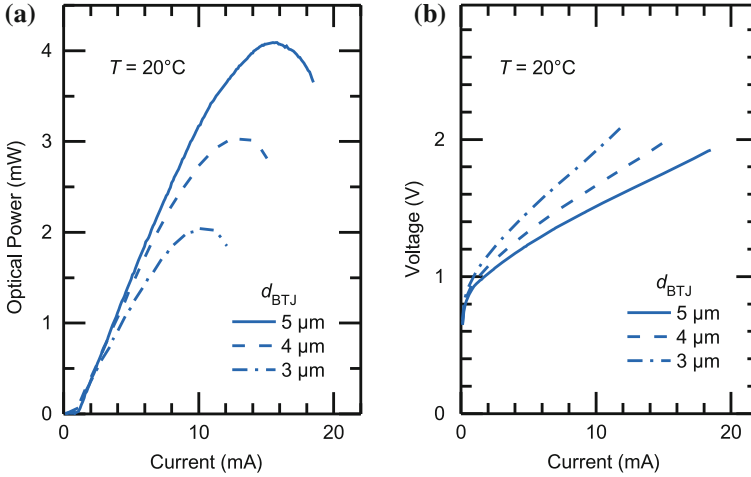 (a)
Optical Power (mW)
4
3
2
1
0
T = 20°C
d_BTJ
5 µm
4 µm
3 µm
0 10 20
Current (mA)
(b)
Voltage (V)
2
1
0
T = 20°C
d_BTJ
5 µm
4 µm
3 µm
0 10 20
Current (mA)